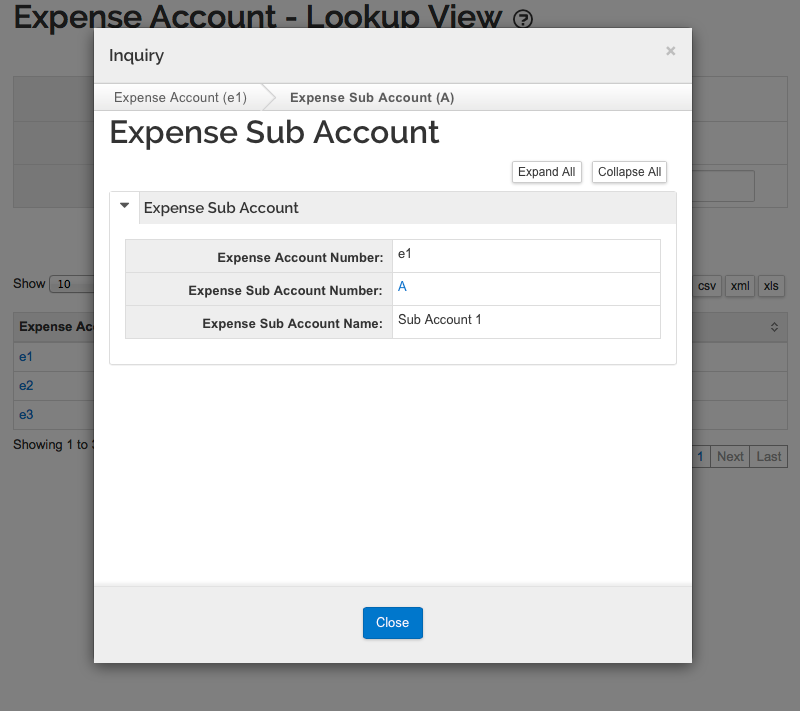 Expense Account - Lookup View ?
Inquiry ×
Expense Account (e1) Expense Sub Account (A)
Expense Sub Account
Expand All Collapse All
Expense Sub Account
Expense Account Number: e1
Expense Sub Account Number: A
Expense Sub Account Name: Sub Account 1
Show 10
csv xml xls
Expense
e1
e2
e3
Showing 1 to
1 Next Last
Close